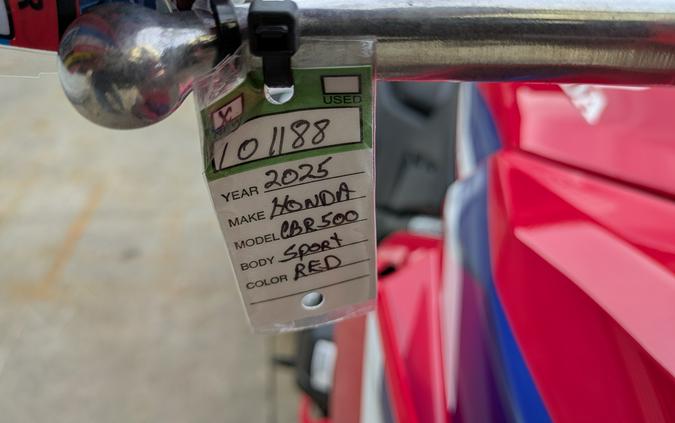 USED
X
101188
YEAR 2025
MAKE HONDA
MODEL CBR500
BODY Sport
COLOR RED